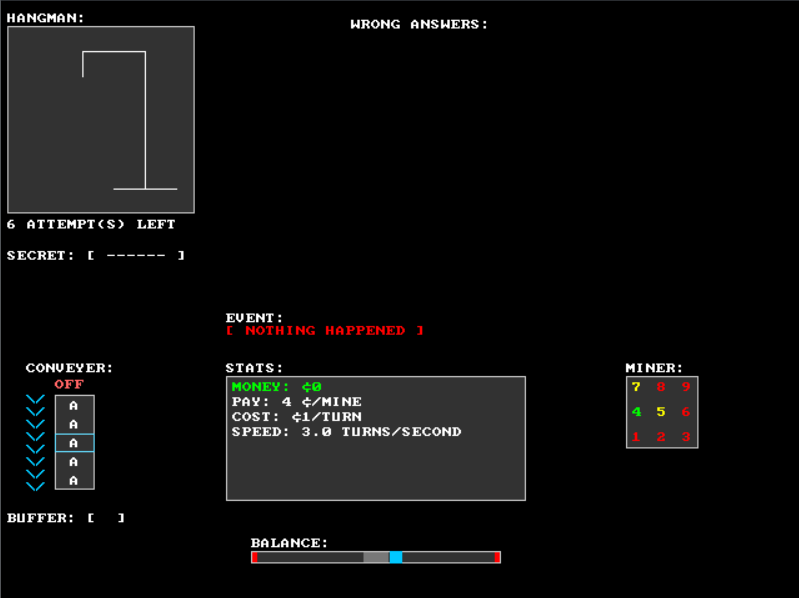 HANGMAN:
WRONG ANSWERS:
6 ATTEMPT(S) LEFT
SECRET: [ ------ ]
EVENT:
[ NOTHING HAPPENED ]
CONVEYER:
OFF
A
A
A
A
A
BUFFER: [  ]
STATS:
MONEY: ¢0
PAY: 4 ¢/MINE
COST: ¢1/TURN
SPEED: 3.0 TURNS/SECOND
MINER:
7 8 9
4 5 6
1 2 3
BALANCE: